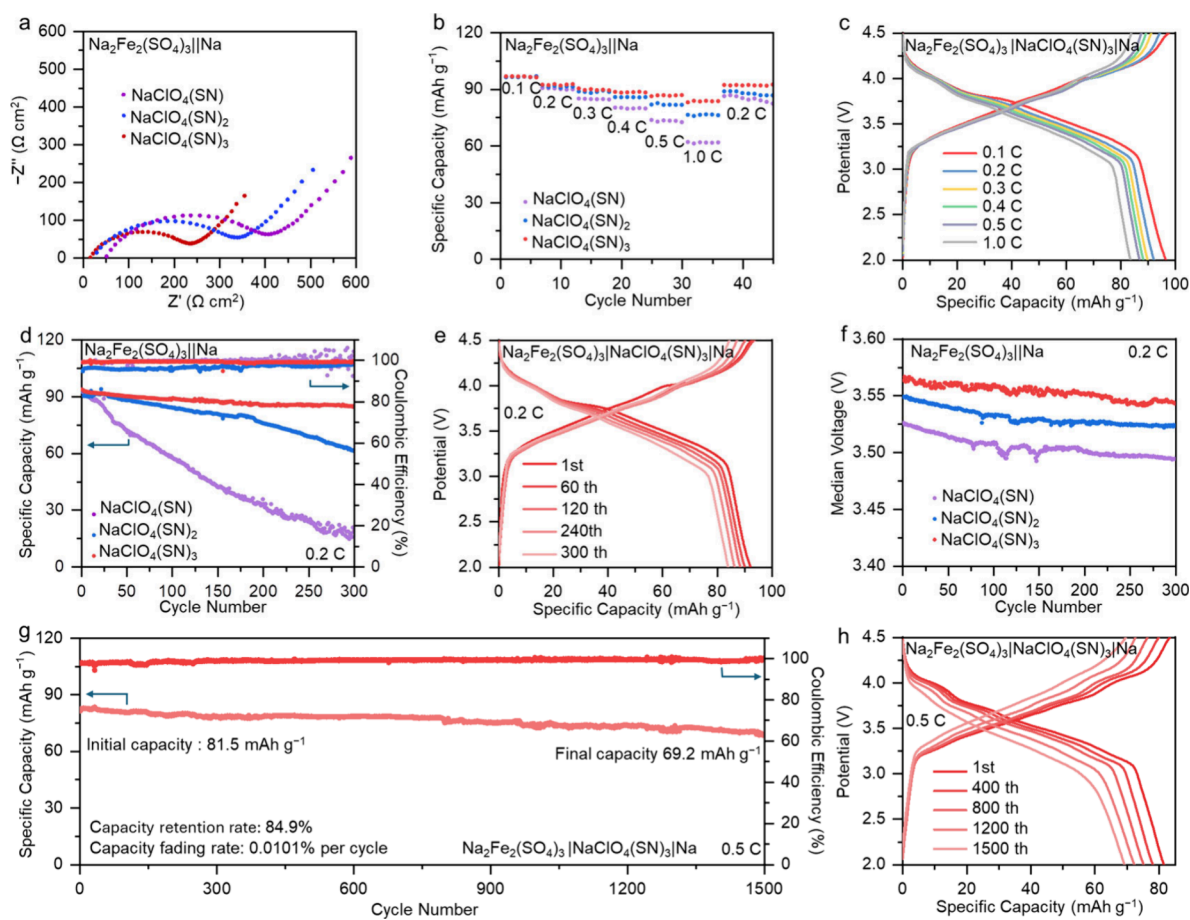 a
Na₂Fe₂(SO₄)₃||Na
NaClO₄(SN)
NaClO₄(SN)₂
NaClO₄(SN)₃
−Z'' (Ω cm²)
600
500
400
300
200
100
0
0 100 200 300 400 500 600
Z' (Ω cm²)
b
Na₂Fe₂(SO₄)₃||Na
0.1 C
0.2 C
0.3 C
0.4 C
0.5 C
1.0 C
0.2 C
NaClO₄(SN)
NaClO₄(SN)₂
NaClO₄(SN)₃
Specific Capacity (mAh g⁻¹)
120
90
60
30
0
0 10 20 30 40
Cycle Number
c
Na₂Fe₂(SO₄)₃|NaClO₄(SN)₃|Na
0.1 C
0.2 C
0.3 C
0.4 C
0.5 C
1.0 C
Potential (V)
4.5
4.0
3.5
3.0
2.5
2.0
0 20 40 60 80 100
Specific Capacity (mAh g⁻¹)
d
Na₂Fe₂(SO₄)₃||Na
NaClO₄(SN)
NaClO₄(SN)₂
NaClO₄(SN)₃
0.2 C
Specific Capacity (mAh g⁻¹)
120
90
60
30
0
Coulombic Efficiency (%)
100
80
60
40
20
0
0 50 100 150 200 250 300
Cycle Number
e
Na₂Fe₂(SO₄)₃|NaClO₄(SN)₃|Na
0.2 C
1st
60 th
120 th
240th
300 th
Potential (V)
4.5
4.0
3.5
3.0
2.5
2.0
0 20 40 60 80 100
Specific Capacity (mAh g⁻¹)
f
Na₂Fe₂(SO₄)₃||Na
0.2 C
NaClO₄(SN)
NaClO₄(SN)₂
NaClO₄(SN)₃
Median Voltage (V)
3.60
3.55
3.50
3.45
3.40
0 50 100 150 200 250 300
Cycle Number
g
Initial capacity : 81.5 mAh g⁻¹
Final capacity 69.2 mAh g⁻¹
Capacity retention rate: 84.9%
Capacity fading rate: 0.0101% per cycle
Na₂Fe₂(SO₄)₃|NaClO₄(SN)₃|Na
0.5 C
Specific Capacity (mAh g⁻¹)
120
90
75
60
30
0
Coulombic Efficiency (%)
100
80
60
40
20
0
0 300 600 900 1200 1500
Cycle Number
h
Na₂Fe₂(SO₄)₃|NaClO₄(SN)₃|Na
0.5 C
1st
400 th
800 th
1200 th
1500 th
Potential (V)
4.5
4.0
3.5
3.0
2.5
2.0
0 20 40 60 80
Specific Capacity (mAh g⁻¹)